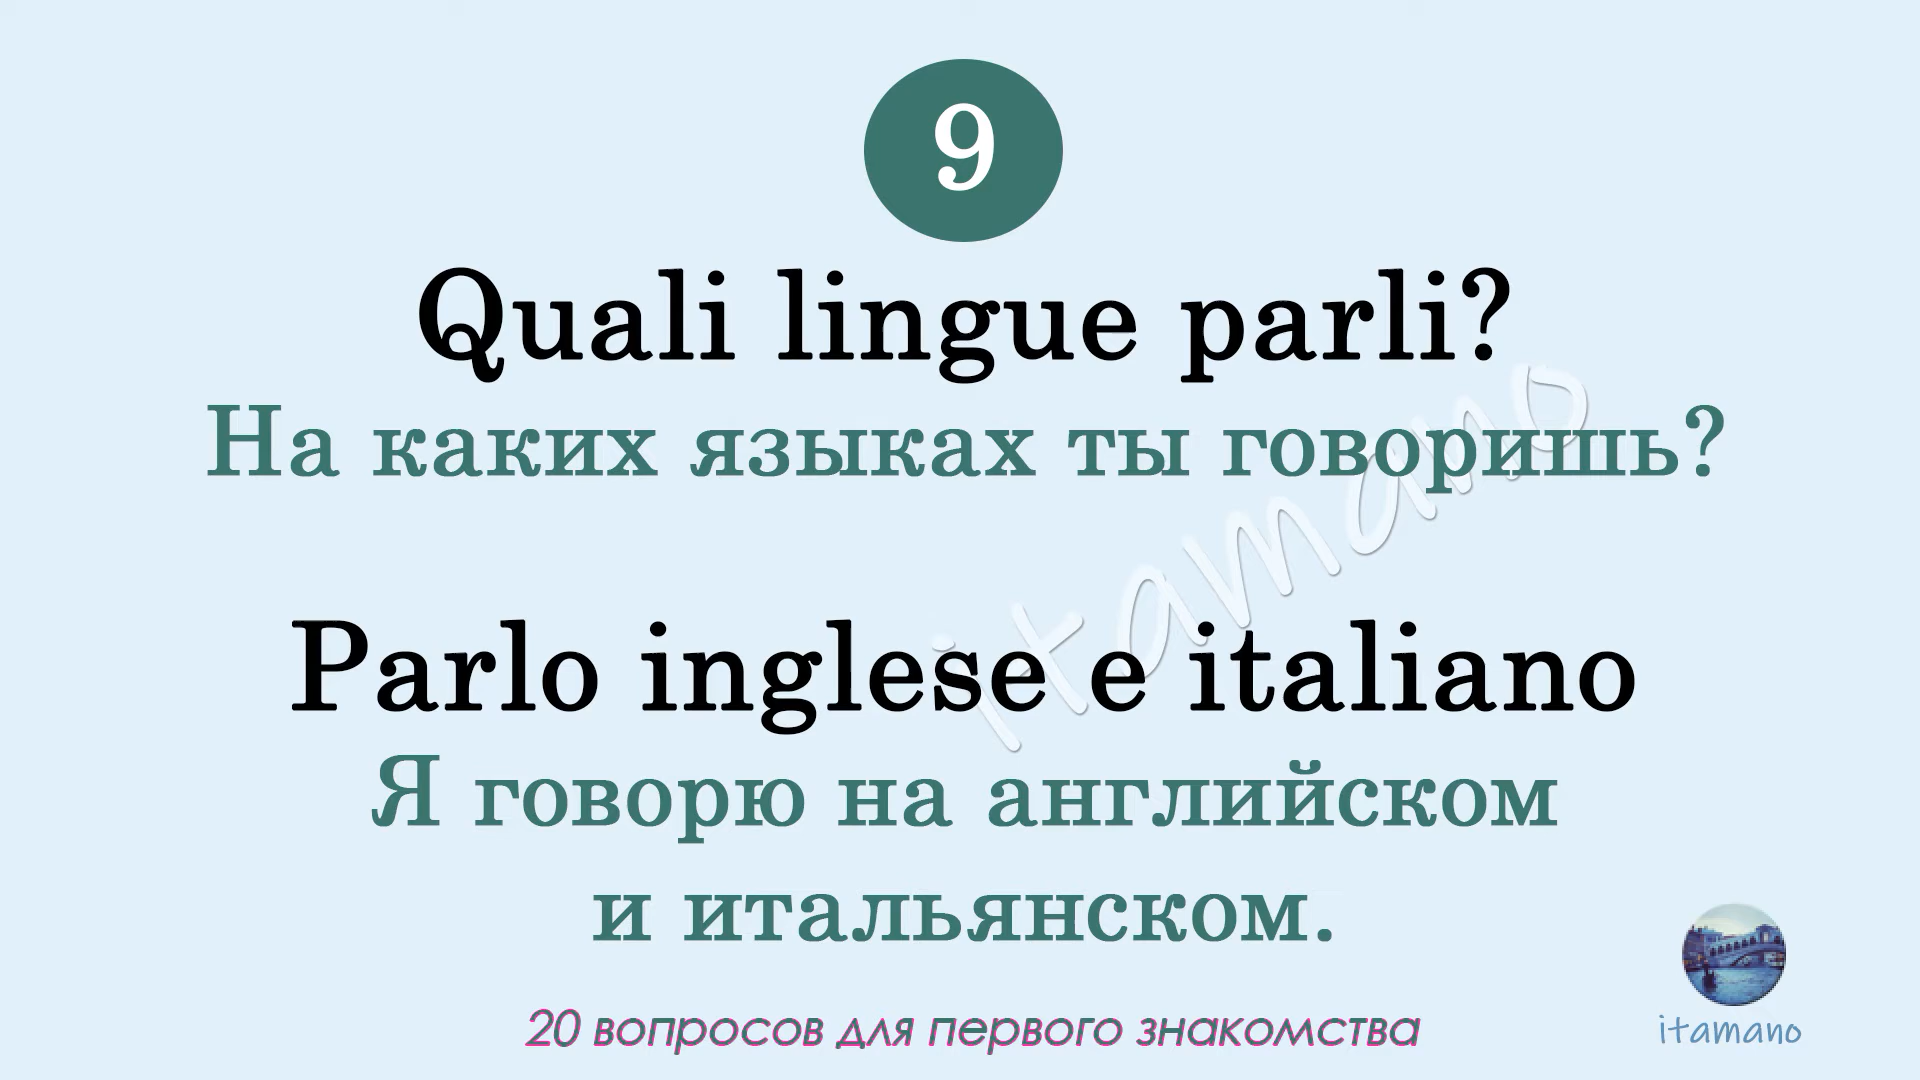 9
Quali lingue parli?
На каких языках ты говоришь?
itamano
Parlo inglese e italiano
Я говорю на английском
и итальянском.
20 вопросов для первого знакомства
itamano